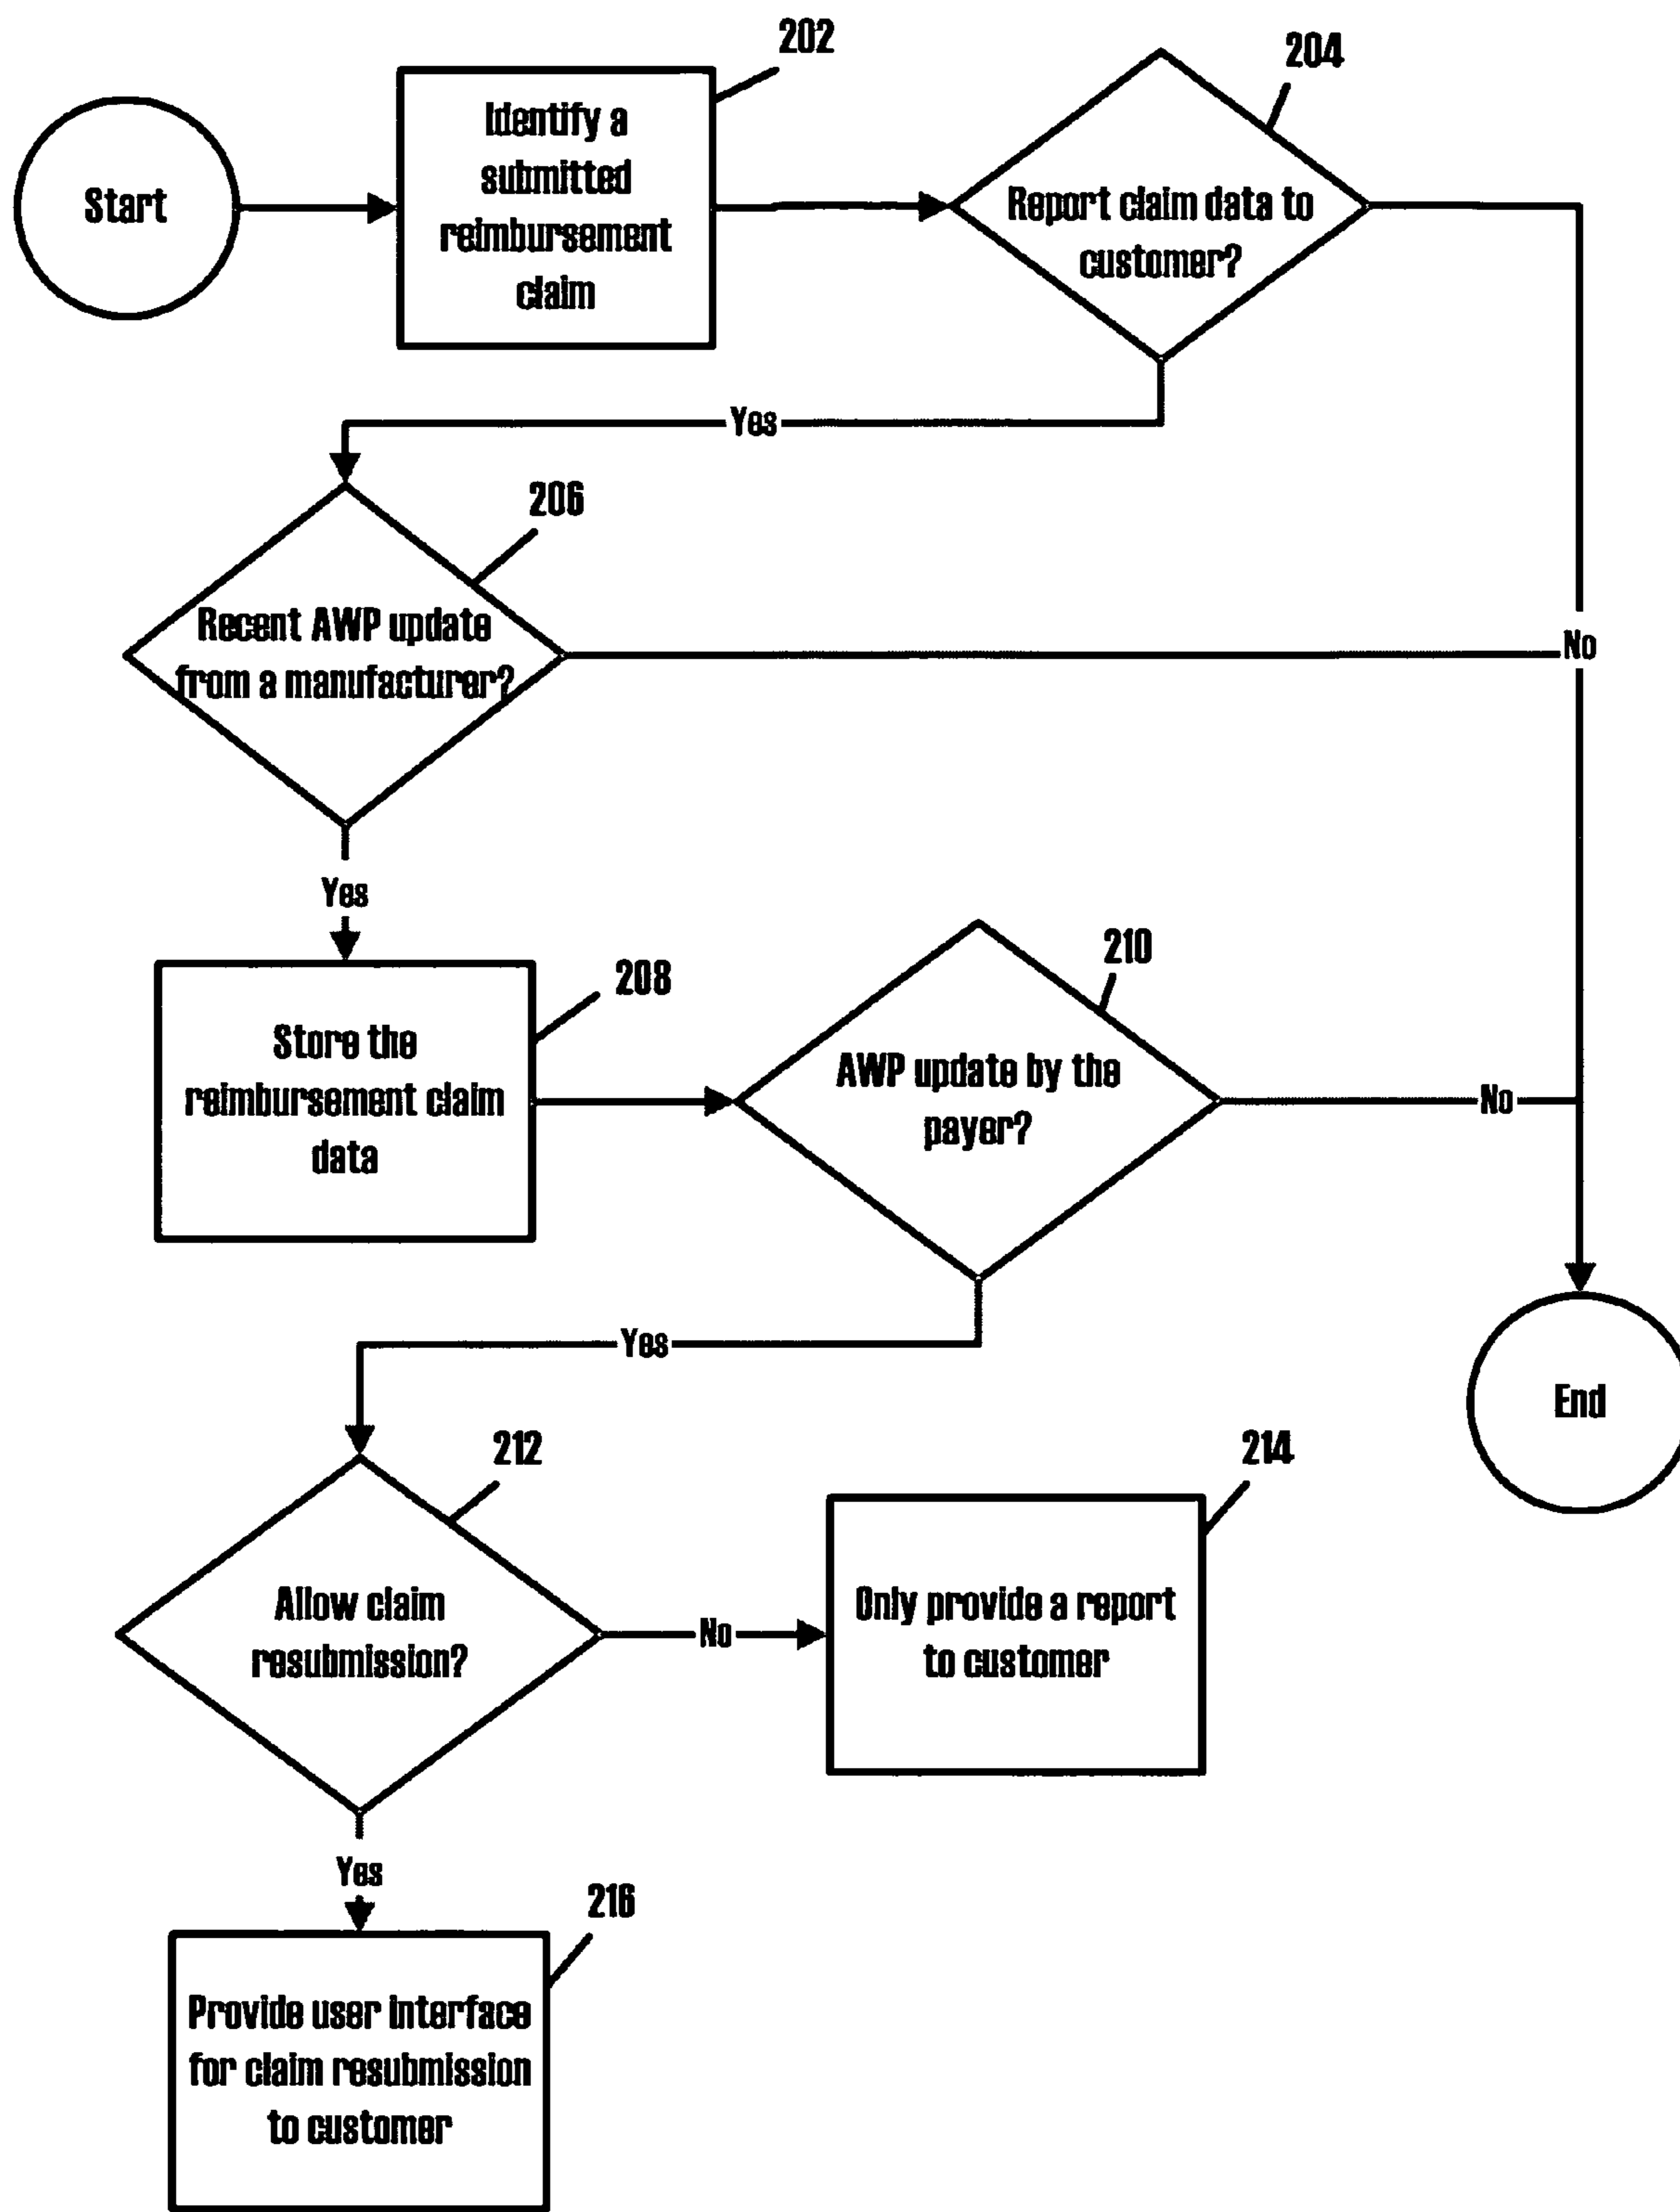 202
204
Start
Identify a
submitted
reimbursement
claim
Report claim data to
customer?
Yes
206
Recent AWP update
from a manufacturer?
No
Yes
208
210
Store the
reimbursement claim
data
AWP update by the
payer?
No
Yes
End
212
214
Allow claim
resubmission?
No
Only provide a report
to customer
Yes
216
Provide user interface
for claim resubmission
to customer